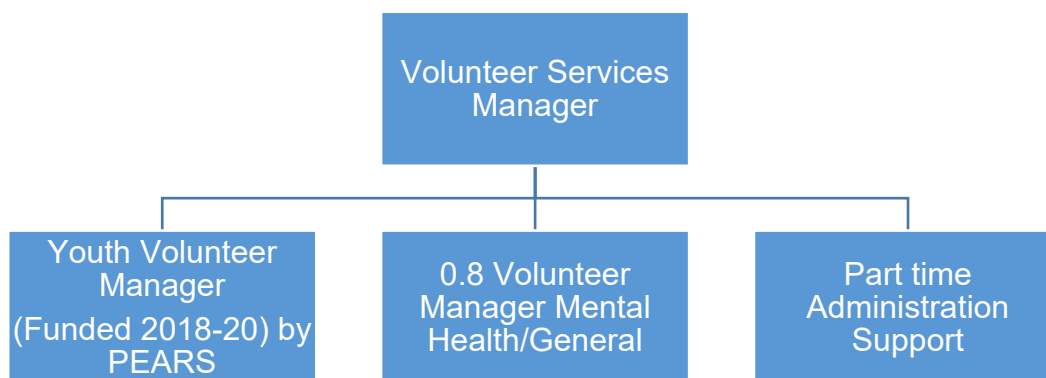 Volunteer Services
Manager
Youth Volunteer
Manager
(Funded 2018-20) by
PEARS
0.8 Volunteer
Manager Mental
Health/General
Part time
Administration
Support